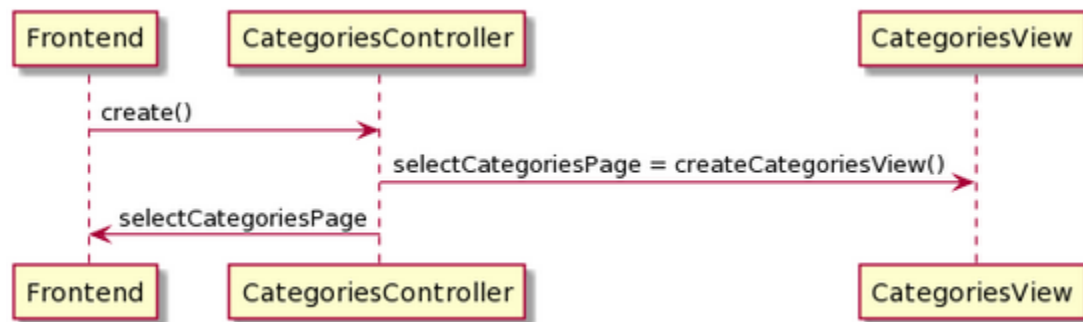 Frontend
CategoriesController
CategoriesView
create()
selectCategoriesPage = createCategoriesView()
selectCategoriesPage
Frontend
CategoriesController
CategoriesView